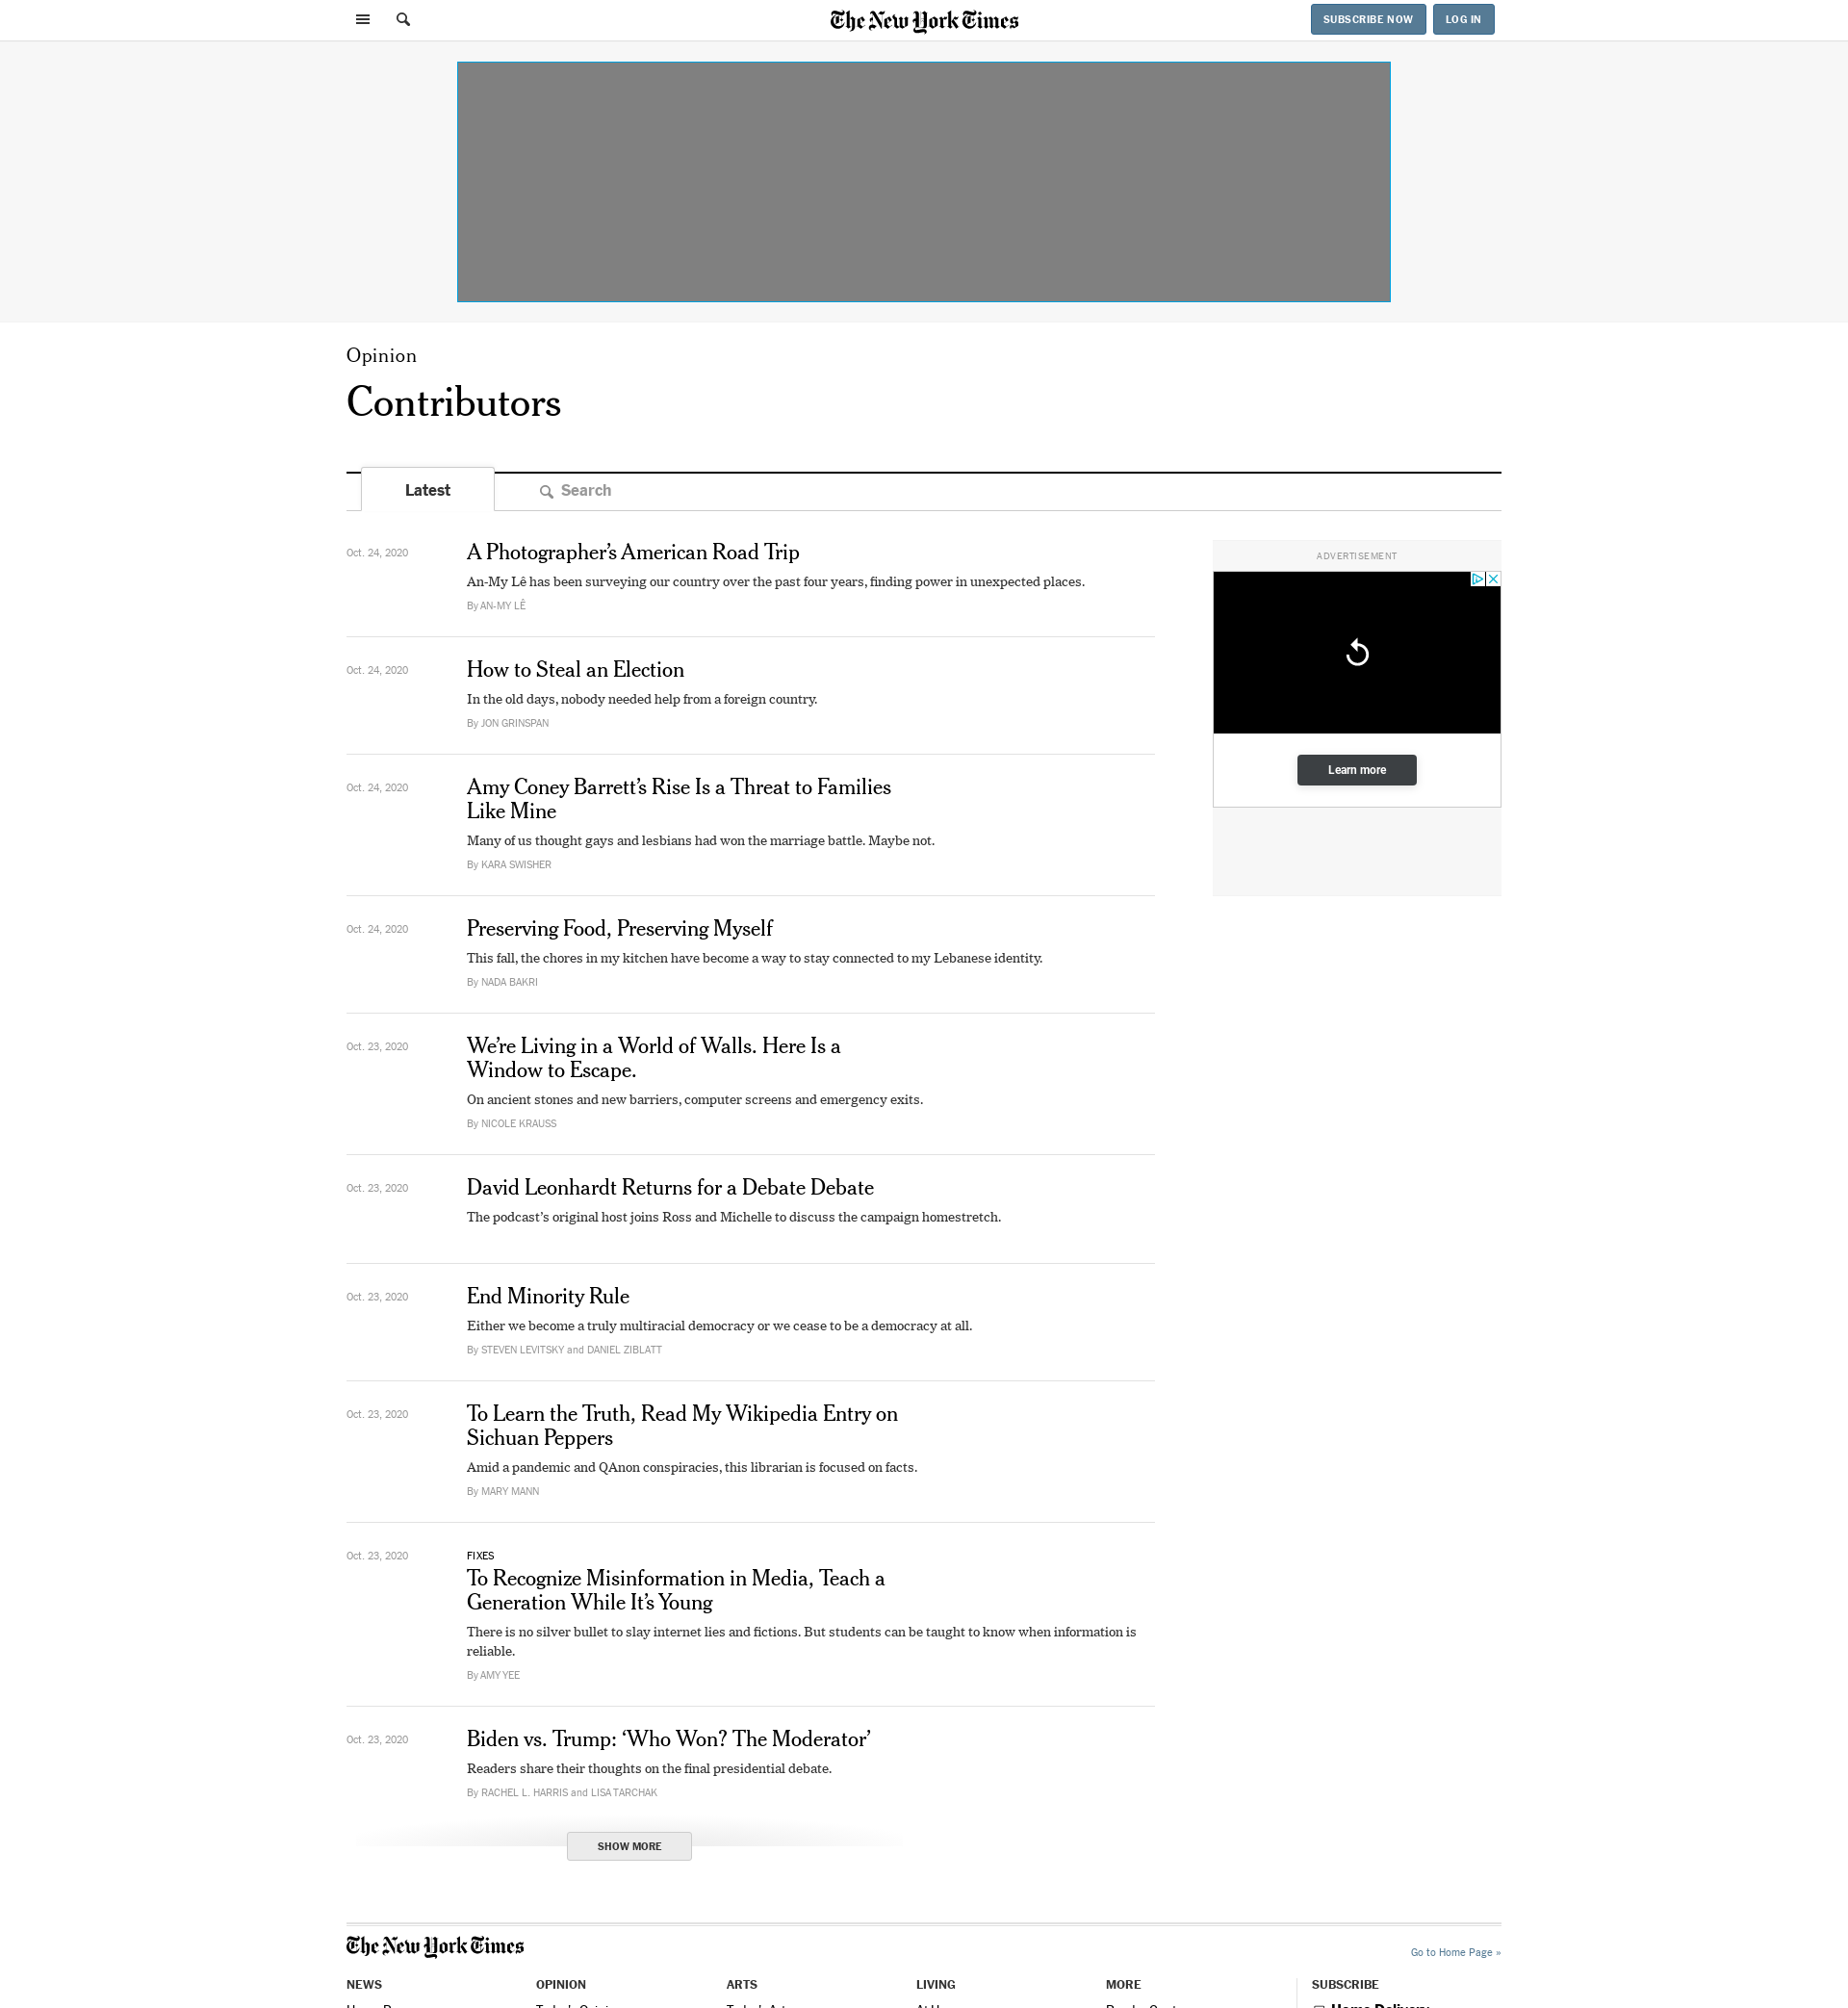 The New York Times
SUBSCRIBE NOW
LOG IN
Opinion
Contributors
Latest
Search
Oct. 24, 2020
A Photographer’s American Road Trip
An-My Lê has been surveying our country over the past four years, finding power in unexpected places.
By AN-MY LÊ
ADVERTISEMENT
Learn more
Oct. 24, 2020
How to Steal an Election
In the old days, nobody needed help from a foreign country.
By JON GRINSPAN
Oct. 24, 2020
Amy Coney Barrett’s Rise Is a Threat to Families
Like Mine
Many of us thought gays and lesbians had won the marriage battle. Maybe not.
By KARA SWISHER
Oct. 24, 2020
Preserving Food, Preserving Myself
This fall, the chores in my kitchen have become a way to stay connected to my Lebanese identity.
By NADA BAKRI
Oct. 23, 2020
We’re Living in a World of Walls. Here Is a
Window to Escape.
On ancient stones and new barriers, computer screens and emergency exits.
By NICOLE KRAUSS
Oct. 23, 2020
David Leonhardt Returns for a Debate Debate
The podcast’s original host joins Ross and Michelle to discuss the campaign homestretch.
Oct. 23, 2020
End Minority Rule
Either we become a truly multiracial democracy or we cease to be a democracy at all.
By STEVEN LEVITSKY and DANIEL ZIBLATT
Oct. 23, 2020
To Learn the Truth, Read My Wikipedia Entry on
Sichuan Peppers
Amid a pandemic and QAnon conspiracies, this librarian is focused on facts.
By MARY MANN
Oct. 23, 2020
FIXES
To Recognize Misinformation in Media, Teach a
Generation While It’s Young
There is no silver bullet to slay internet lies and fictions. But students can be taught to know when information is
reliable.
By AMY YEE
Oct. 23, 2020
Biden vs. Trump: ‘Who Won? The Moderator’
Readers share their thoughts on the final presidential debate.
By RACHEL L. HARRIS and LISA TARCHAK
SHOW MORE
The New York Times
Go to Home Page »
NEWS
OPINION
ARTS
LIVING
MORE
SUBSCRIBE
Home Delivery